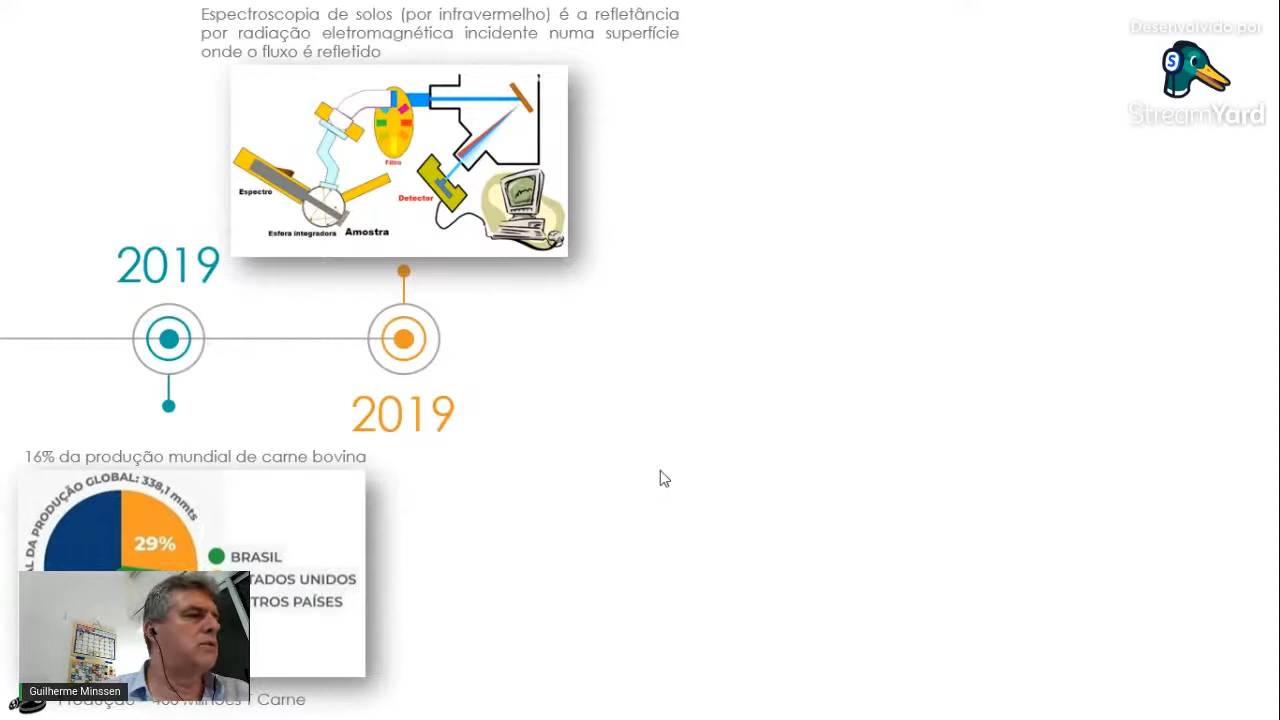 Espectroscopia de solos (por infravermelho) é a refletância
por radiação eletromagnética incidente numa superfície
onde o fluxo é refletido
Desenvolvido por
S
StreamYard
Filtro
Espectro
Detector
Esfera integradora
Amostra
2019
2019
16% da produção mundial de carne bovina
DA PRODUÇÃO GLOBAL: 338,1 mmts
29%
BRASIL
TADOS UNIDOS
TROS PAÍSES
Guilherme Minssen
Carne